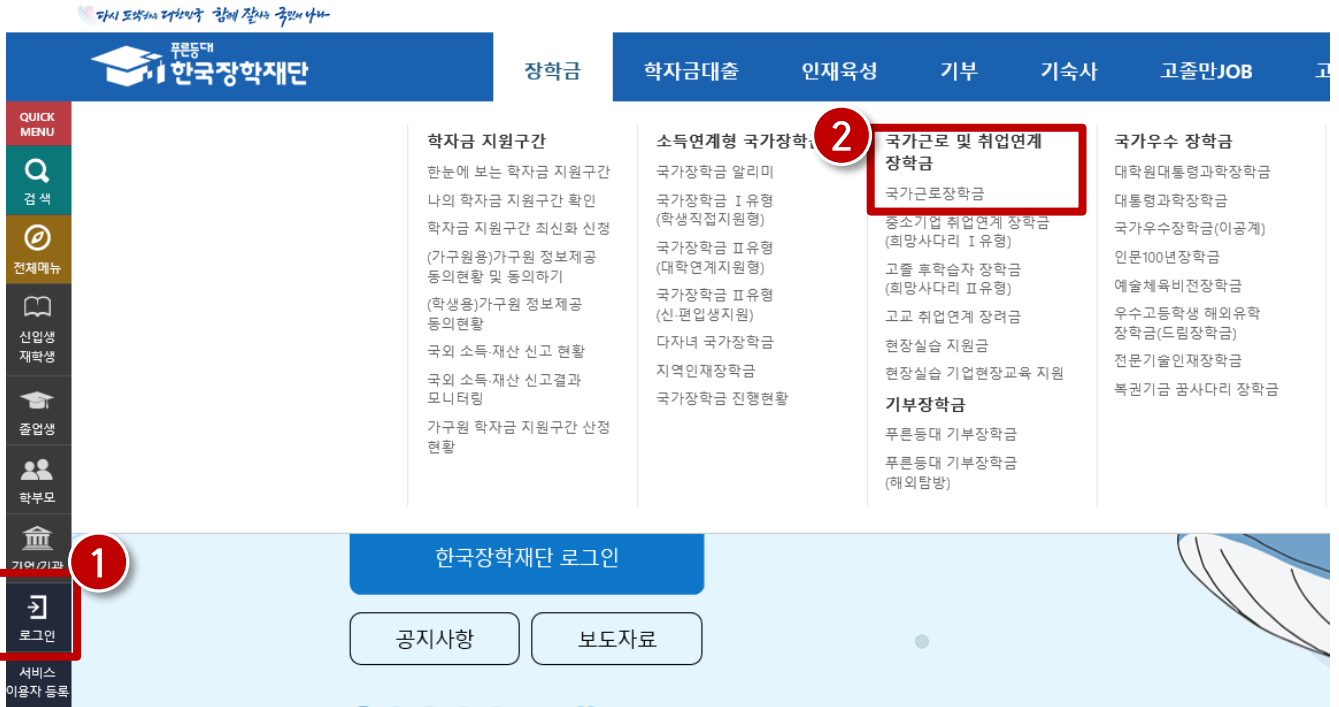 다시 도약하는 대한민국 함께 잘사는 국민의 나라
푸른등대
한국장학재단
장학금 학자금대출 인재육성 기부 기숙사 고졸만JOB
QUICK
MENU
검색
전체메뉴
신입생
재학생
졸업생
학부모
기업/기관
1
로그인
서비스
이용자 등록
학자금 지원구간
한눈에 보는 학자금 지원구간
나의 학자금 지원구간 확인
학자금 지원구간 최신화 신청
(가구원용)가구원 정보제공
동의현황 및 동의하기
(학생용)가구원 정보제공
동의현황
국외 소득·재산 신고 현황
국외 소득·재산 신고결과
모니터링
가구원 학자금 지원구간 산정
현황
소득연계형 국가장학
국가장학금 알리미
국가장학금 Ⅰ유형
(학생직접지원형)
국가장학금 Ⅱ유형
(대학연계지원형)
국가장학금 Ⅱ유형
(신·편입생지원)
다자녀 국가장학금
지역인재장학금
국가장학금 진행현황
2
국가근로 및 취업연계
장학금
국가근로장학금
중소기업 취업연계 장학금
(희망사다리 Ⅰ유형)
고졸 후학습자 장학금
(희망사다리 Ⅱ유형)
고교 취업연계 장려금
현장실습 지원금
현장실습 기업현장교육 지원
기부장학금
푸른등대 기부장학금
푸른등대 기부장학금
(해외탐방)
국가우수 장학금
대학원대통령과학장학금
대통령과학장학금
국가우수장학금(이공계)
인문100년장학금
예술체육비전장학금
우수고등학생 해외유학
장학금(드림장학금)
전문기술인재장학금
복권기금 꿈사다리 장학금
한국장학재단 로그인
공지사항 보도자료